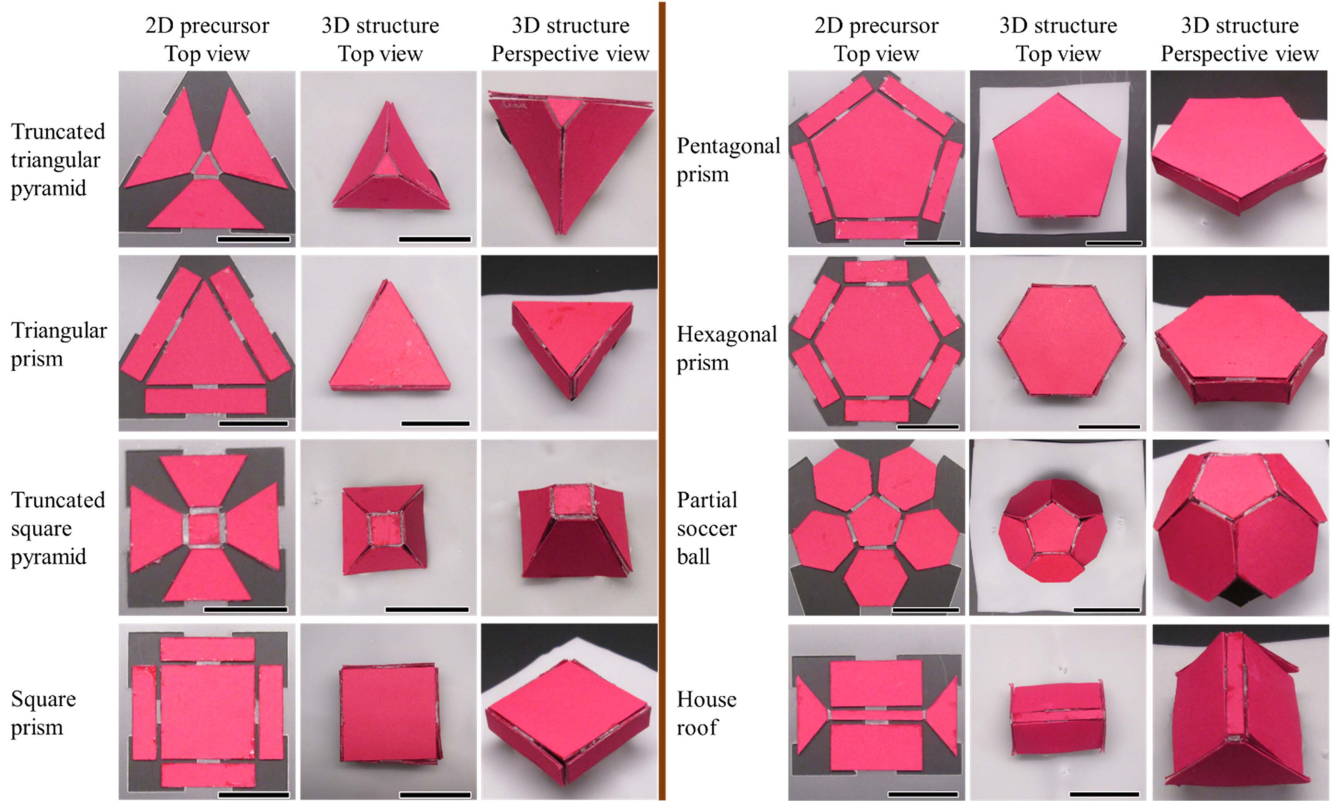 2D precursor
Top view
3D structure
Top view
3D structure
Perspective view
Truncated
triangular
pyramid
Triangular
prism
Truncated
square
pyramid
Square
prism
2D precursor
Top view
3D structure
Top view
3D structure
Perspective view
Pentagonal
prism
Hexagonal
prism
Partial
soccer
ball
House
roof